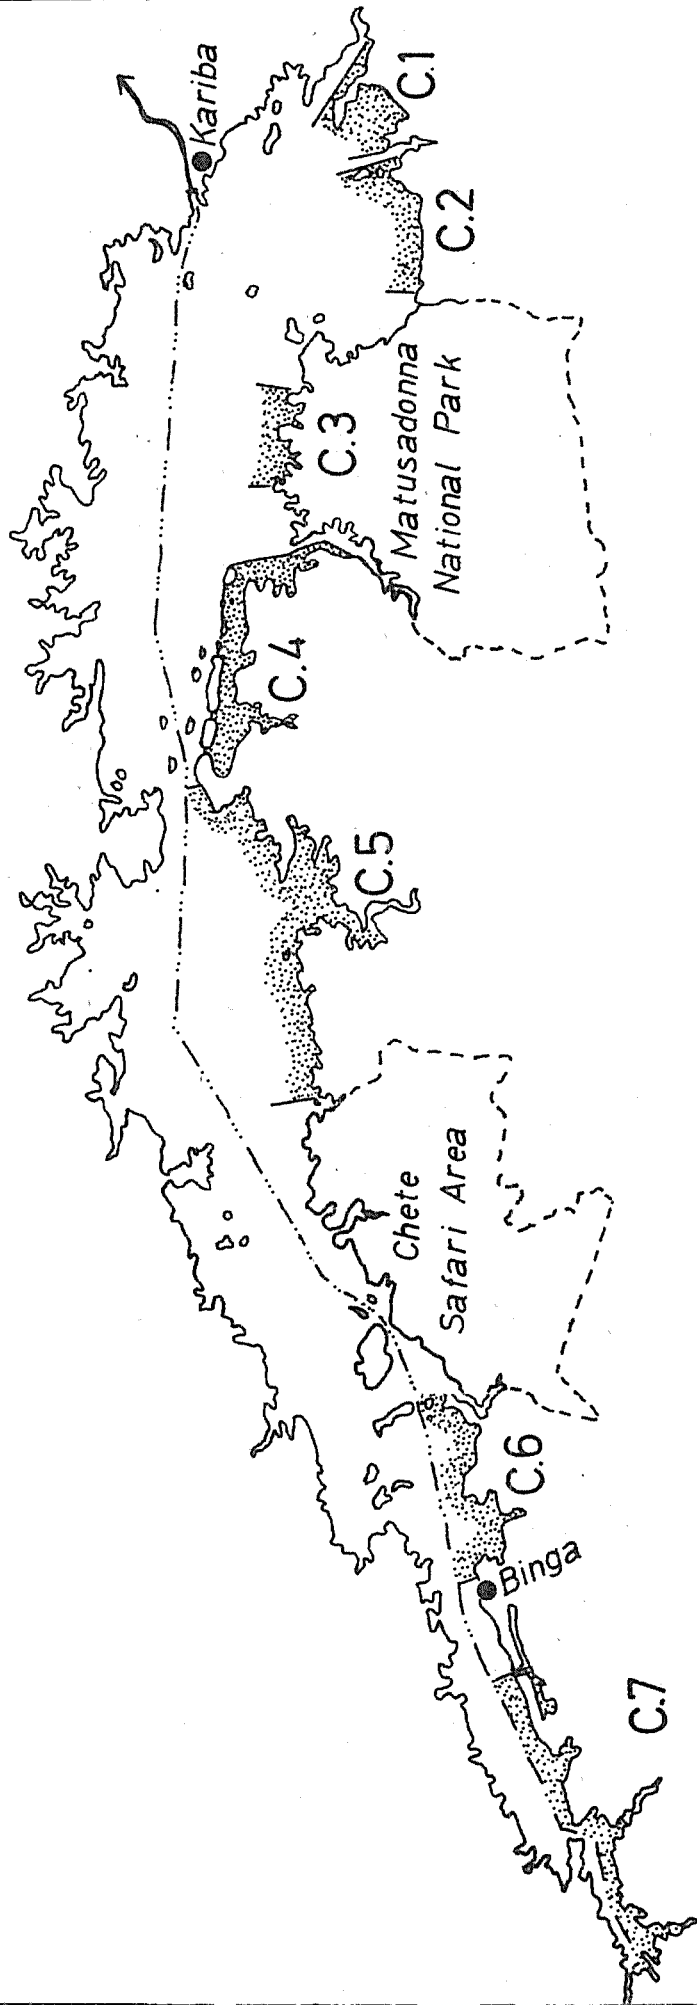 Kariba
C.1
C.2
C.3
Matusadonna
National Park
C.4
C.5
Chete
Safari Area
C.6
Binga
C.7